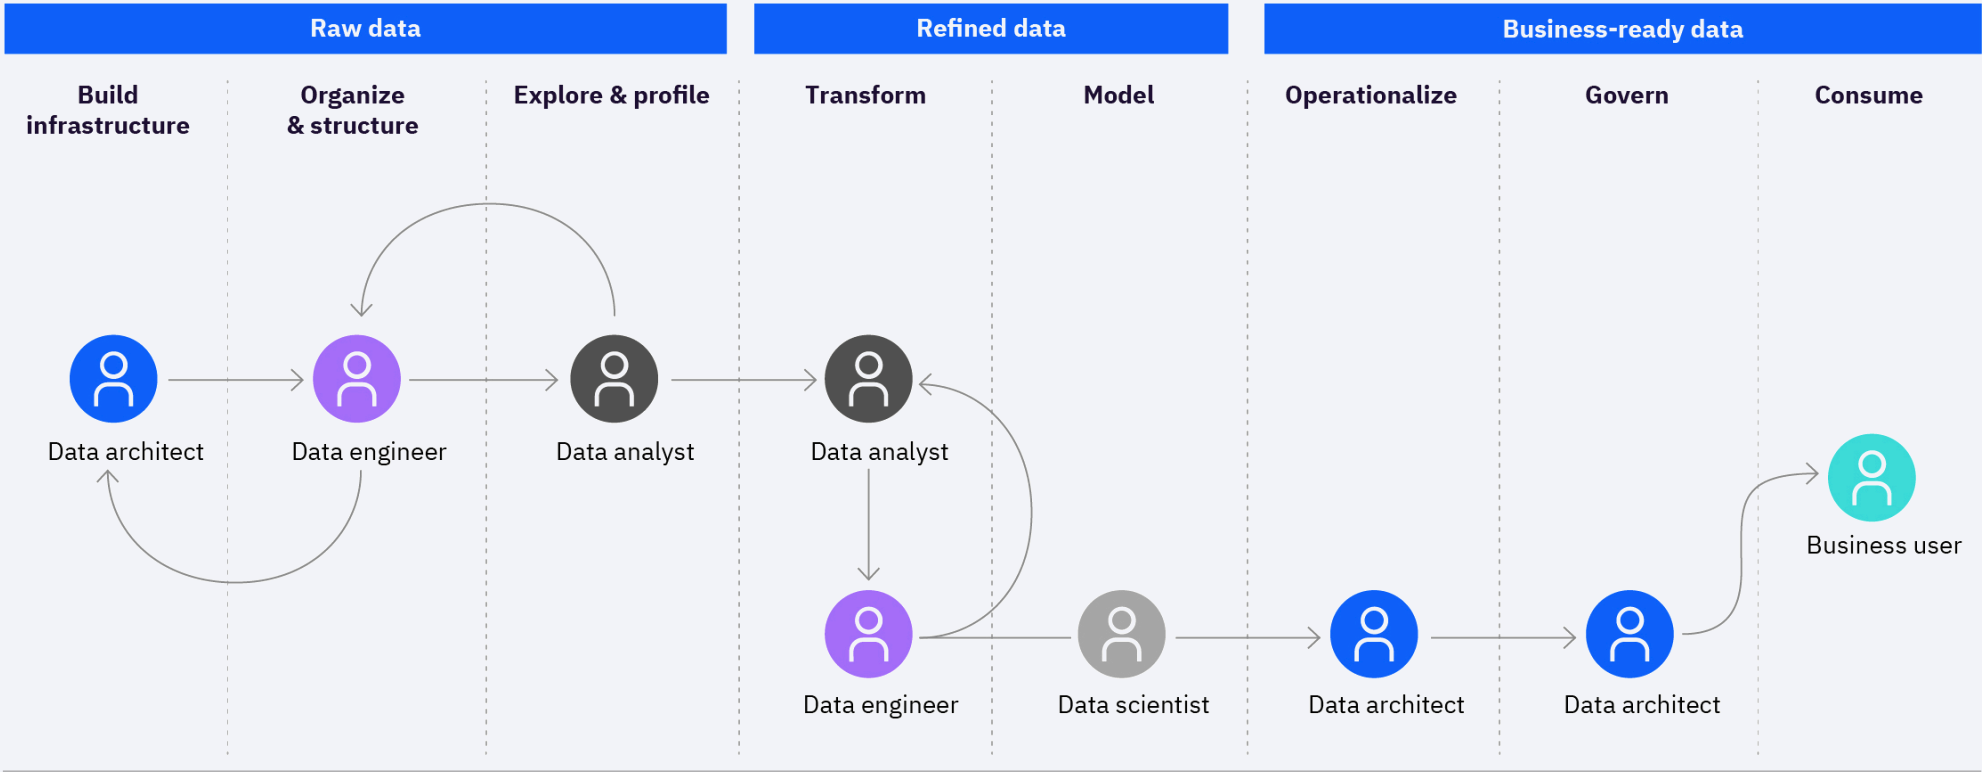 Raw data
Refined data
Business-ready data
Build
infrastructure
Organize
& structure
Explore & profile
Transform
Model
Operationalize
Govern
Consume
Data architect
Data engineer
Data analyst
Data analyst
Business user
Data engineer
Data scientist
Data architect
Data architect